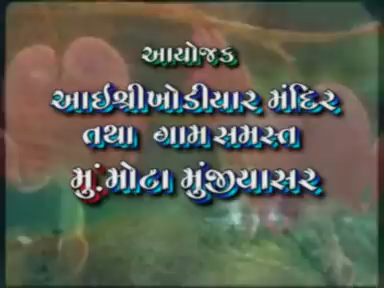 આયોજક
આઈશ્રીખોડીયાર મંદિર
તથા ગામ સમસ્ત
મું.મોટા મુંજીયાસર